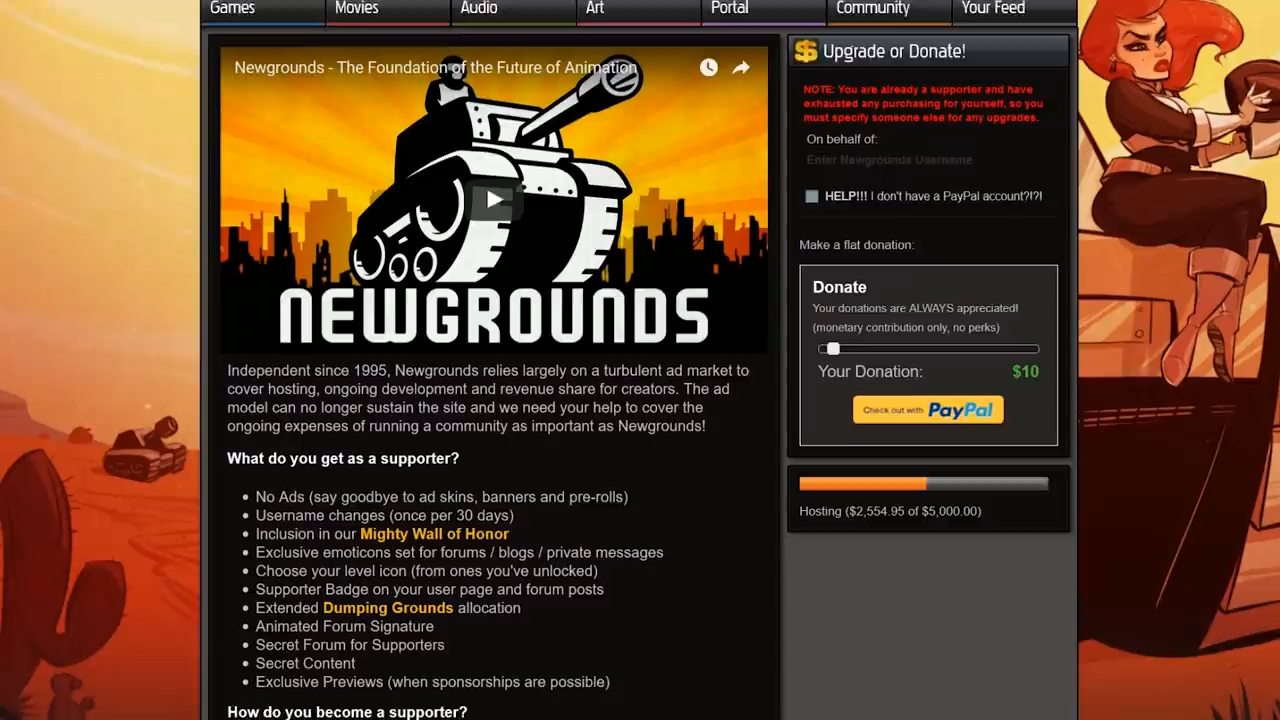 Games Movies Audio Art Portal Community Your Feed
Newgrounds - The Foundation of the Future of Animation
NEWGROUNDS
Independent since 1995, Newgrounds relies largely on a turbulent ad market to
cover hosting, ongoing development and revenue share for creators. The ad
model can no longer sustain the site and we need your help to cover the
ongoing expenses of running a community as important as Newgrounds!
What do you get as a supporter?
No Ads (say goodbye to ad skins, banners and pre-rolls)
Username changes (once per 30 days)
Inclusion in our Mighty Wall of Honor
Exclusive emoticons set for forums / blogs / private messages
Choose your level icon (from ones you've unlocked)
Supporter Badge on your user page and forum posts
Extended Dumping Grounds allocation
Animated Forum Signature
Secret Forum for Supporters
Secret Content
Exclusive Previews (when sponsorships are possible)
How do you become a supporter?
Upgrade or Donate!
NOTE: You are already a supporter and have
exhausted any purchasing for yourself, so you
must specify someone else for any upgrades.
On behalf of:
Enter Newgrounds Username
HELP!!! I don't have a PayPal account?!?!
Make a flat donation:
Donate
Your donations are ALWAYS appreciated!
(monetary contribution only, no perks)
Your Donation: $10
Check out with PayPal
Hosting ($2,554.95 of $5,000.00)